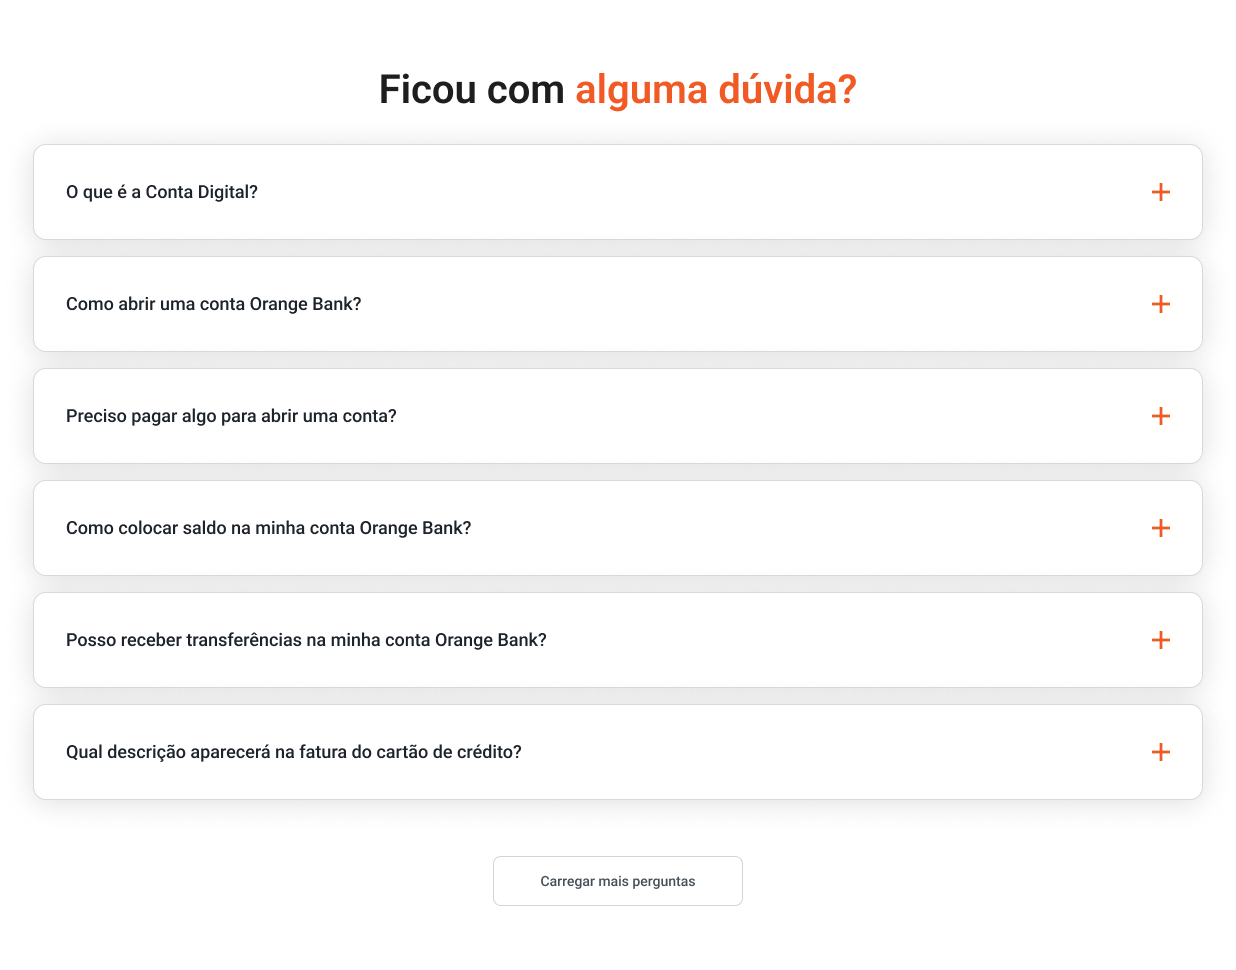 Ficou com alguma dúvida?
O que é a Conta Digital?
Como abrir uma conta Orange Bank?
Preciso pagar algo para abrir uma conta?
Como colocar saldo na minha conta Orange Bank?
Posso receber transferências na minha conta Orange Bank?
Qual descrição aparecerá na fatura do cartão de crédito?
Carregar mais perguntas